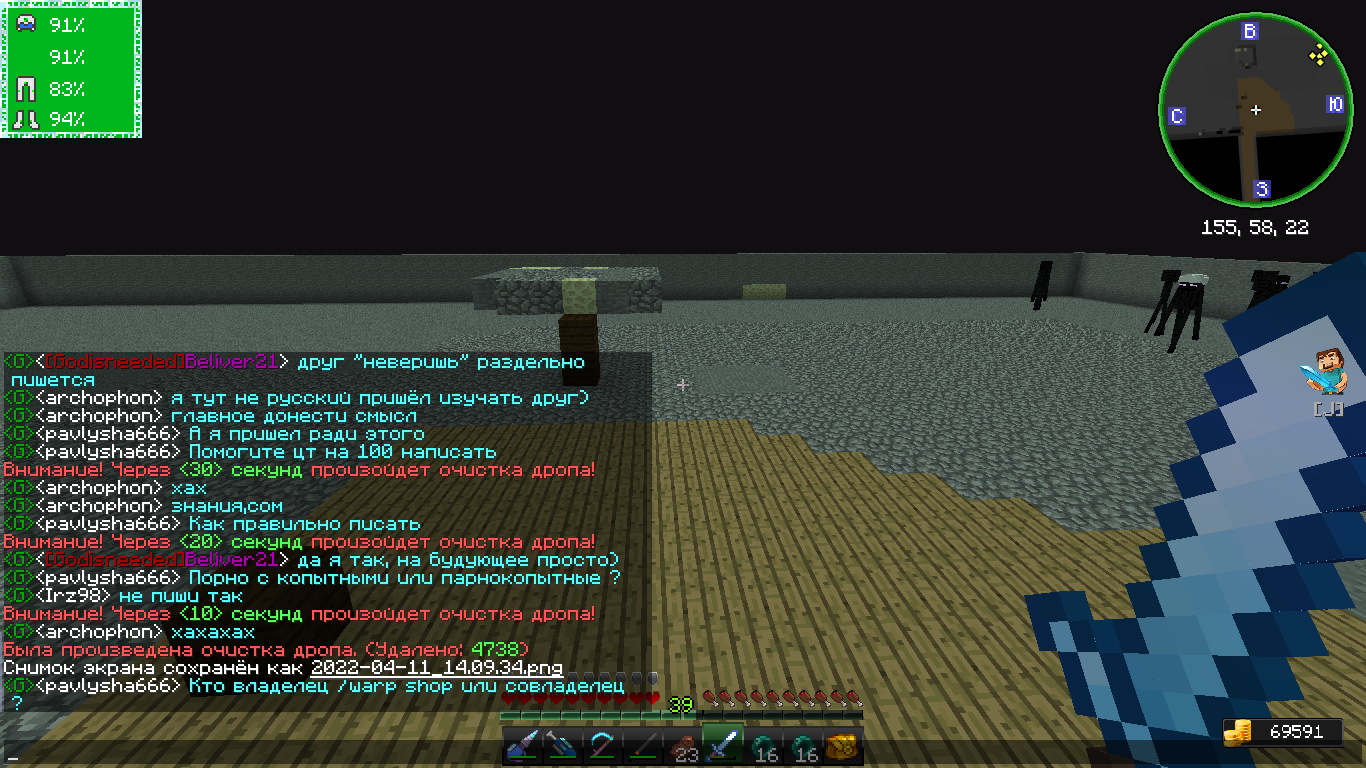 91%
91%
83%
94%
В
Ю
С
З
155, 58, 22
<G><[Godisneeded]Beliver21> друг "неверишь" раздельно
пишется
<G><archophon> я тут не русский пришёл изучать друг)
<G><archophon> главное донести смысл
<G><pavlysha666> А я пришел ради этого
<G><pavlysha666> Помогите цт на 100 написать
Внимание! Через <30> секунд произойдет очистка дропа!
<G><archophon> хах
<G><archophon> знания,сом
<G><pavlysha666> Как правильно писать
Внимание! Через <20> секунд произойдет очистка дропа!
<G><[Godisneeded]Beliver21> да я так, на будующее просто)
<G><pavlysha666> Порно с копытными или парнокопытные ?
<G><Irz98> не пиши так
Внимание! Через <10> секунд произойдет очистка дропа!
<G><archophon> хахахах
Была произведена очистка дропа. (Удалено: 4738)
Снимок экрана сохранён как 2022-04-11_14.09.34.png
<G><pavlysha666> Кто владелец /warp shop или совладелец
?
[J]
39
23
16
16
69591
_